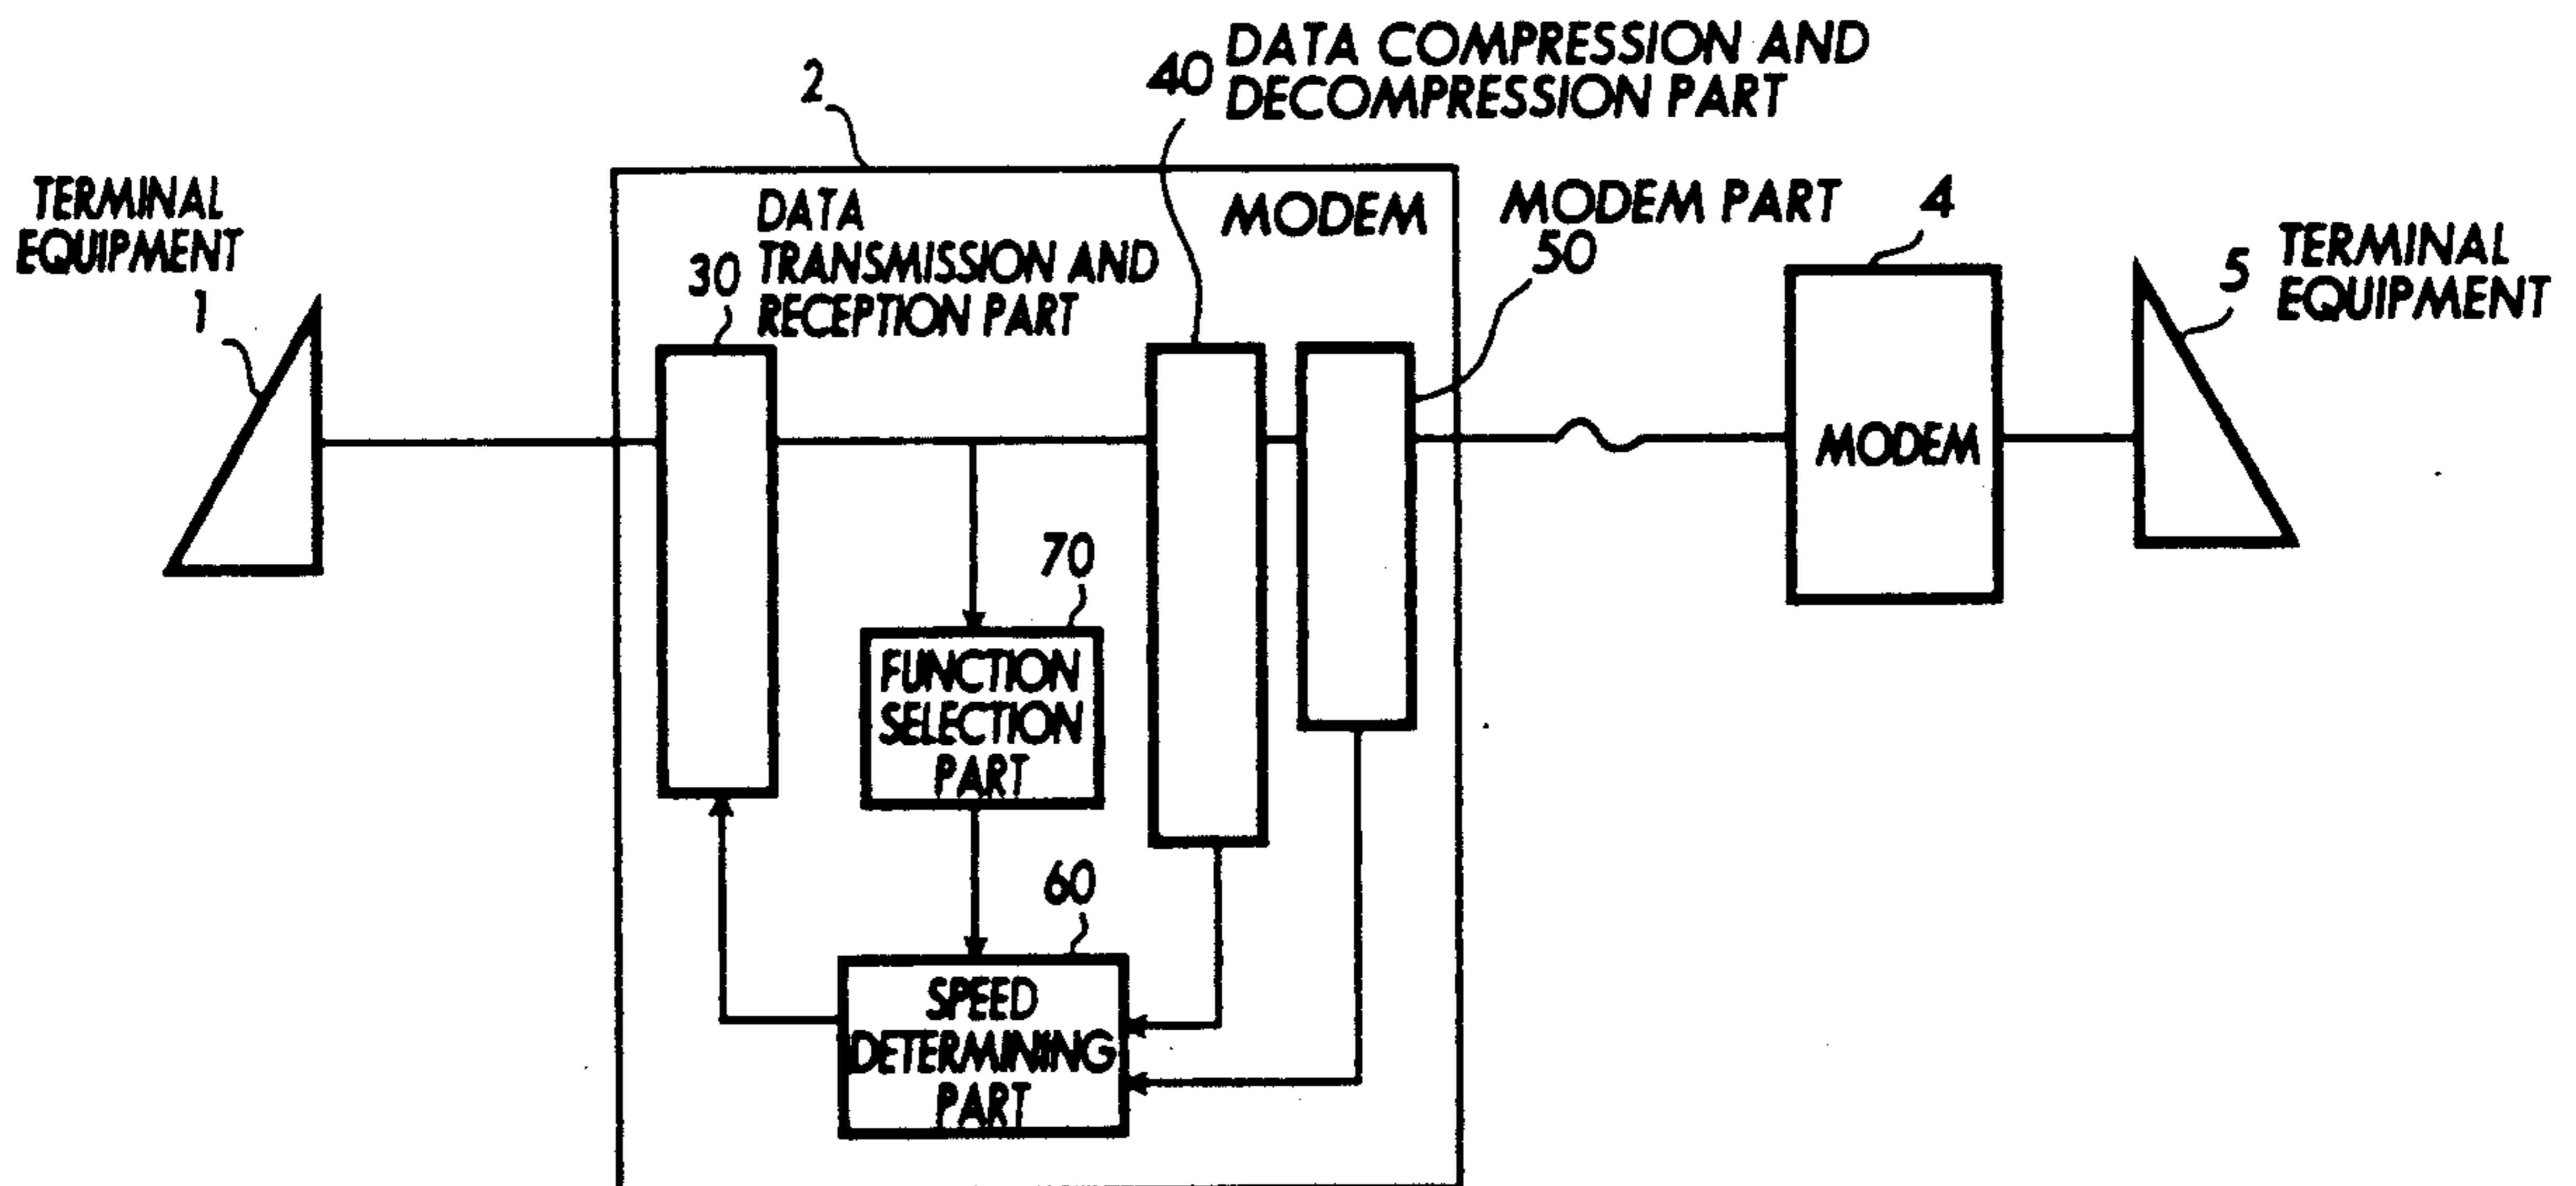 TERMINAL
EQUIPMENT
1
2
40
DATA COMPRESSION AND
DECOMPRESSION PART
DATA
TRANSMISSION AND
RECEPTION PART
30
MODEM
MODEM PART
50
4
MODEM
5
TERMINAL
EQUIPMENT
70
FUNCTION
SELECTION
PART
60
SPEED
DETERMINING
PART